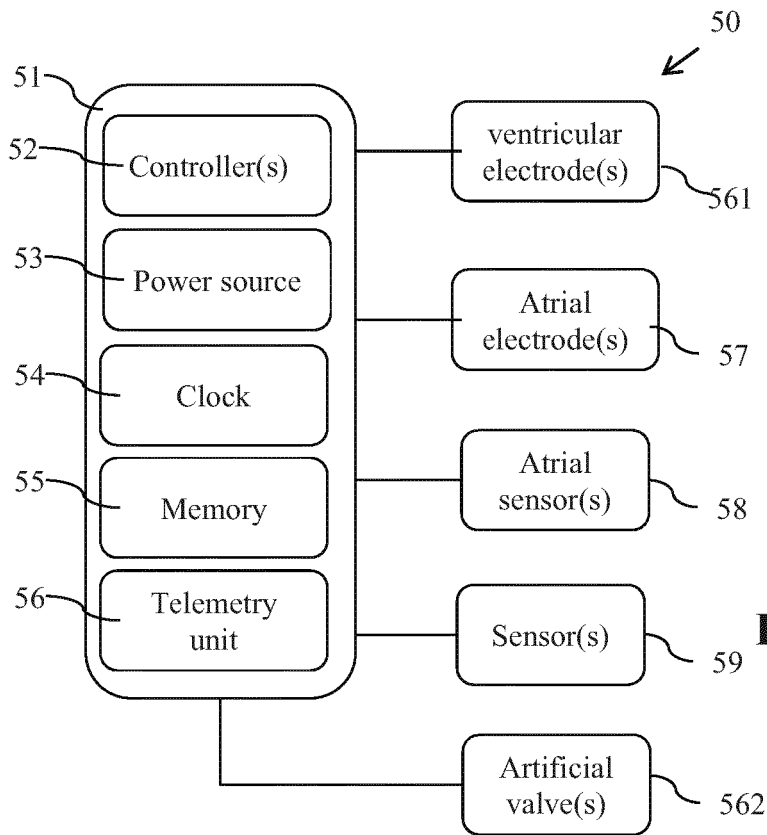 50
51
52
Controller(s)
ventricular
electrode(s)
561
53
Power source
Atrial
electrode(s)
57
54
Clock
55
Memory
Atrial
sensor(s)
58
56
Telemetry
unit
Sensor(s)
59
Artificial
valve(s)
562